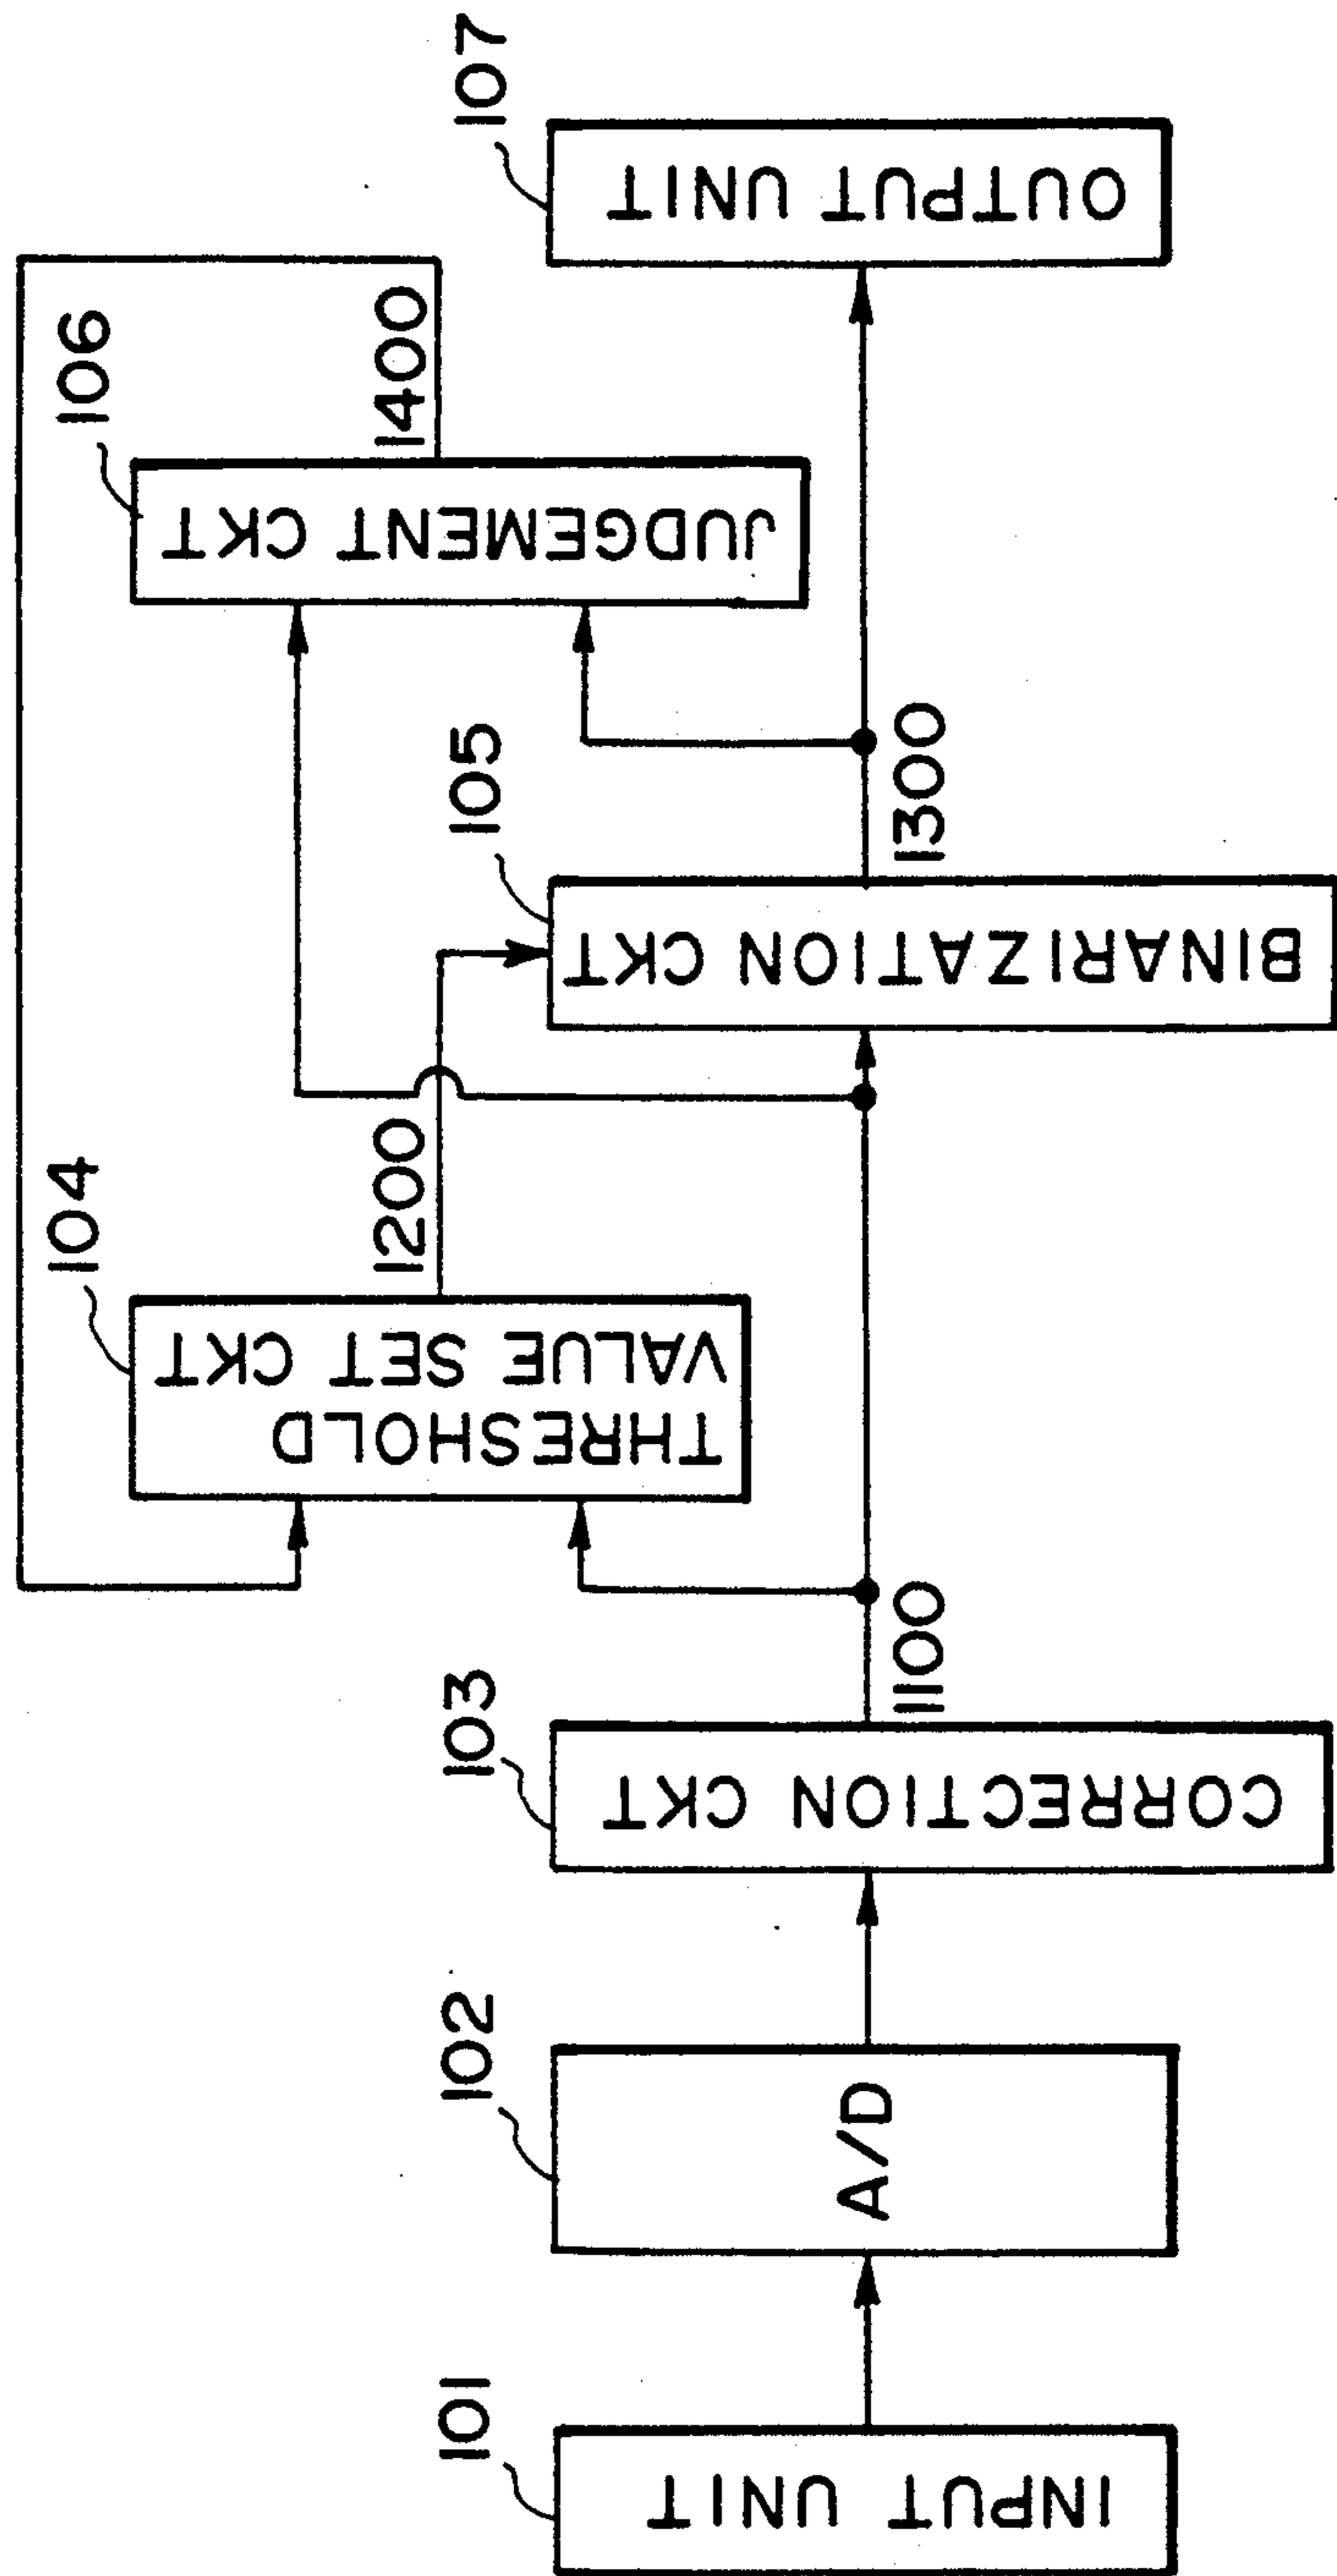 101
INPUT UNIT
102
A/D
103
CORRECTION CKT
1100
104
THRESHOLD
VALUE SET CKT
1200
105
BINARIZATION CKT
1300
106
JUDGEMENT CKT
1400
107
OUTPUT UNIT